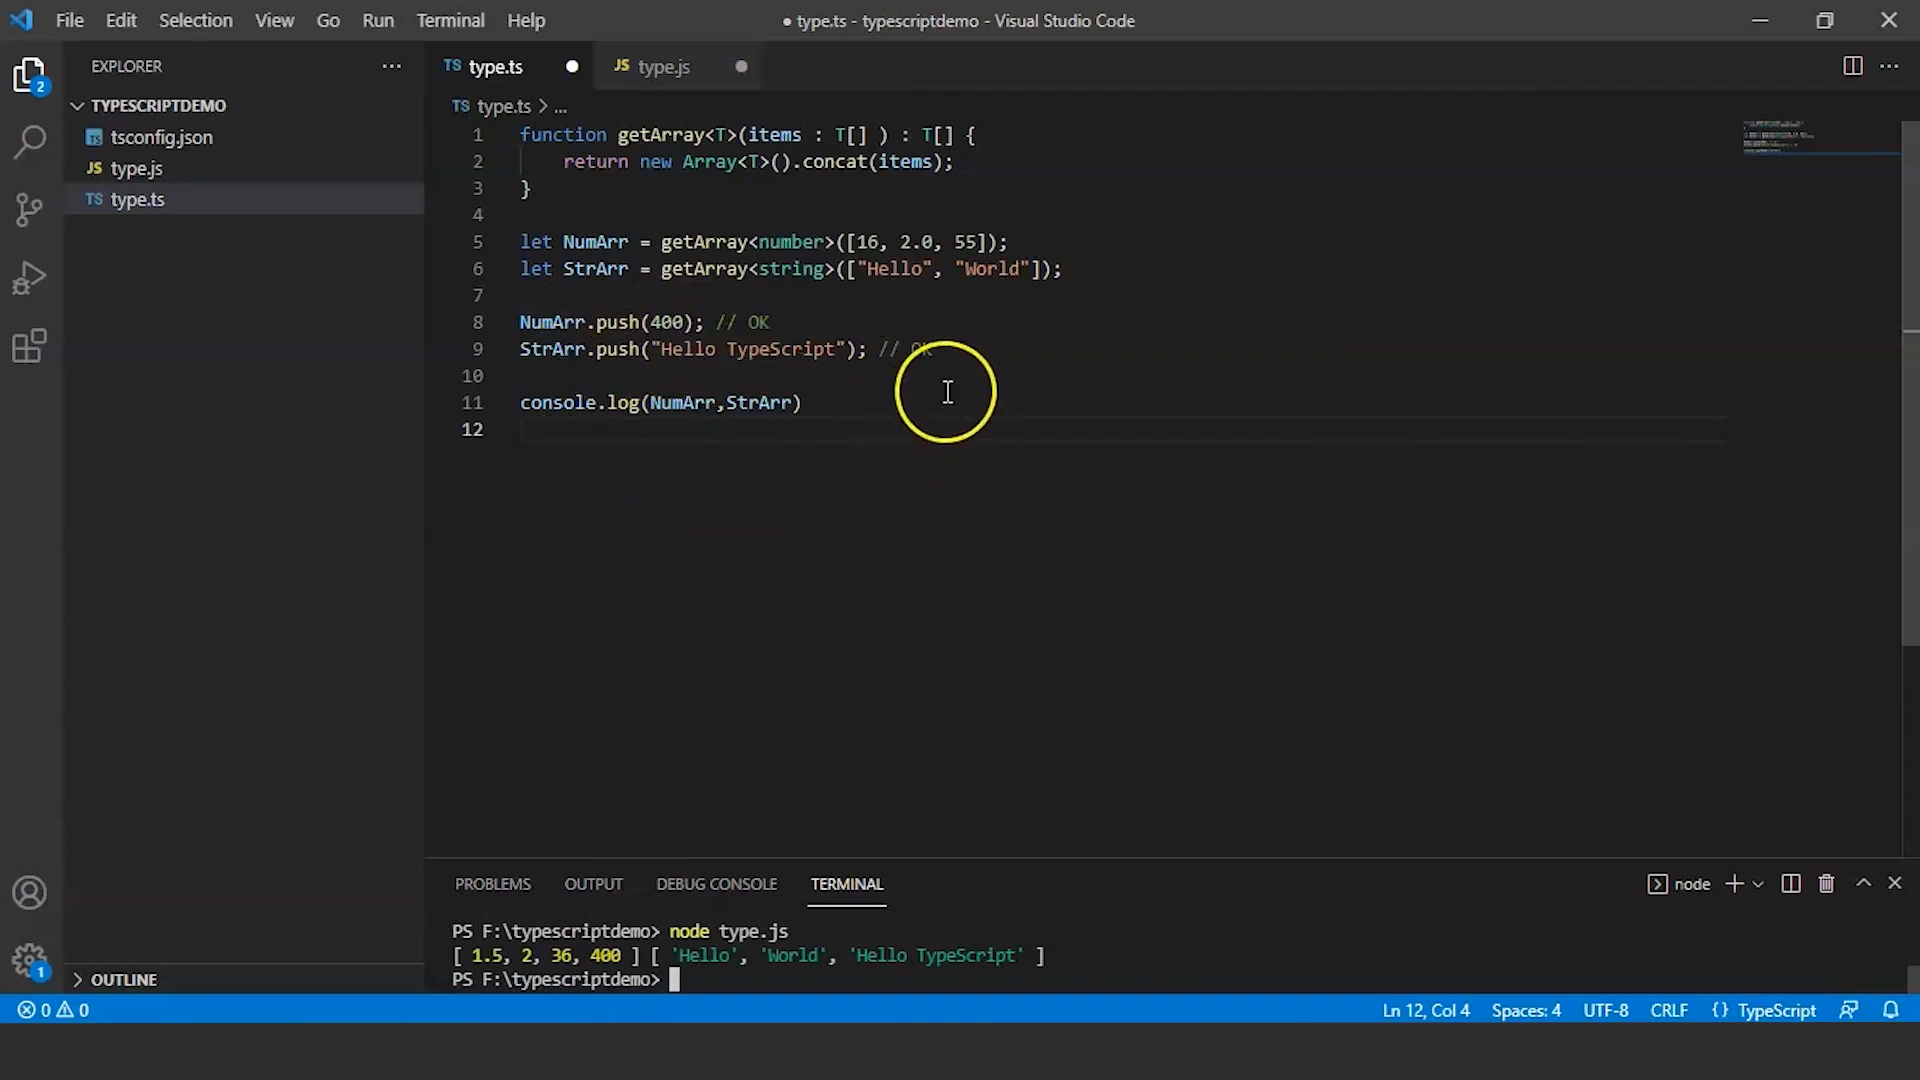 File Edit Selection View Go Run Terminal Help
● type.ts - typescriptdemo - Visual Studio Code
EXPLORER
TYPESCRIPTDEMO
tsconfig.json
JS type.js
TS type.ts
OUTLINE
2
1
TS type.ts
JS type.js
TS type.ts > ...
1 function getArray<T>(items : T[] ) : T[] {
2 return new Array<T>().concat(items);
3 }
4
5 let NumArr = getArray<number>([16, 2.0, 55]);
6 let StrArr = getArray<string>(["Hello", "World"]);
7
8 NumArr.push(400); // OK
9 StrArr.push("Hello TypeScript"); // OK
10
11 console.log(NumArr,StrArr)
12
PROBLEMS OUTPUT DEBUG CONSOLE TERMINAL
node
PS F:\typescriptdemo> node type.js
[ 1.5, 2, 36, 400 ] [ 'Hello', 'World', 'Hello TypeScript' ]
PS F:\typescriptdemo>
0 0
Ln 12, Col 4 Spaces: 4 UTF-8 CRLF {} TypeScript